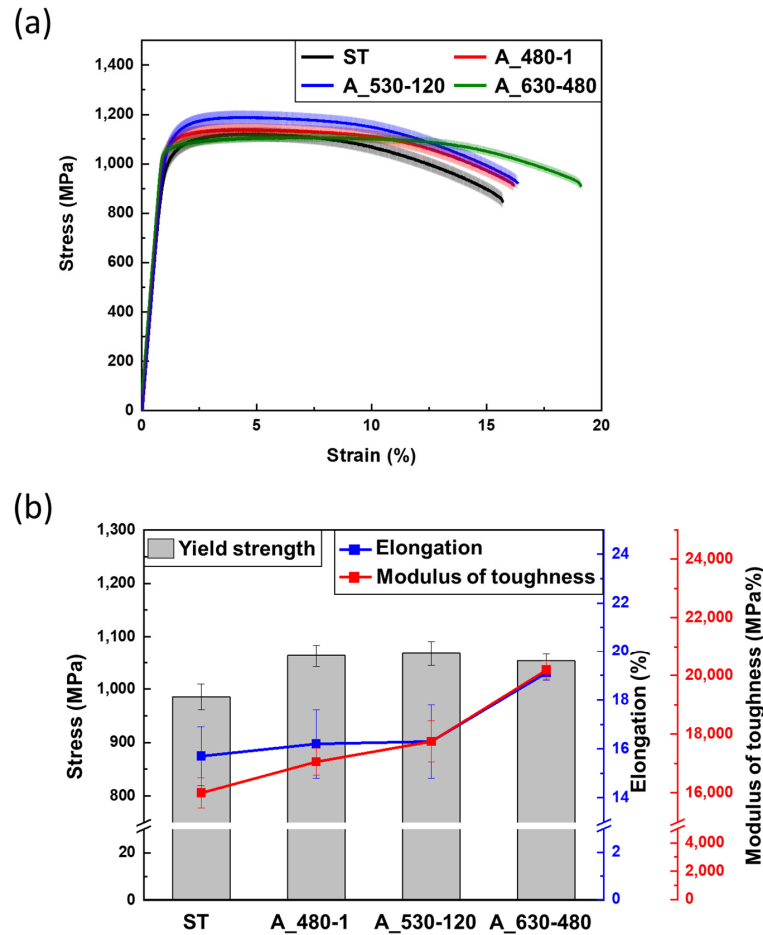 (a)
ST
A_480-1
A_530-120
A_630-480
1,400
1,200
1,000
800
600
400
200
0
Stress (MPa)
0
5
10
15
20
Strain (%)
(b)
Yield strength
Elongation
Modulus of toughness
1,300
1,200
1,100
1,000
900
800
20
0
Stress (MPa)
24
22
20
18
16
14
2
0
Elongation (%)
24,000
22,000
20,000
18,000
16,000
4,000
2,000
0
Modulus of toughness (MPa%)
ST
A_480-1
A_530-120
A_630-480